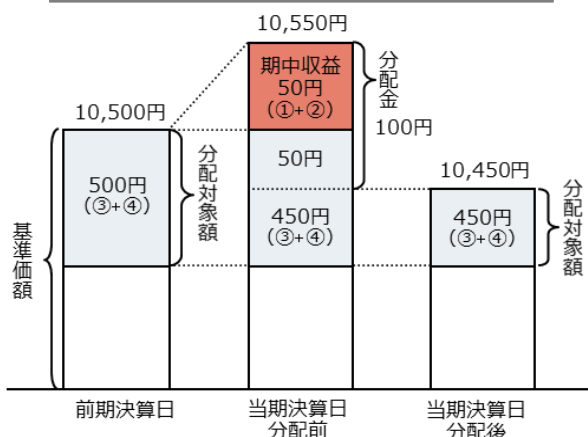 10,550円
期中収益
50円
(①+②)
分配金
100円
10,500円
500円
(③+④)
分配対象額
50円
450円
(③+④)
10,450円
450円
(③+④)
分配対象額
基準価額
前期決算日
当期決算日
分配前
当期決算日
分配後